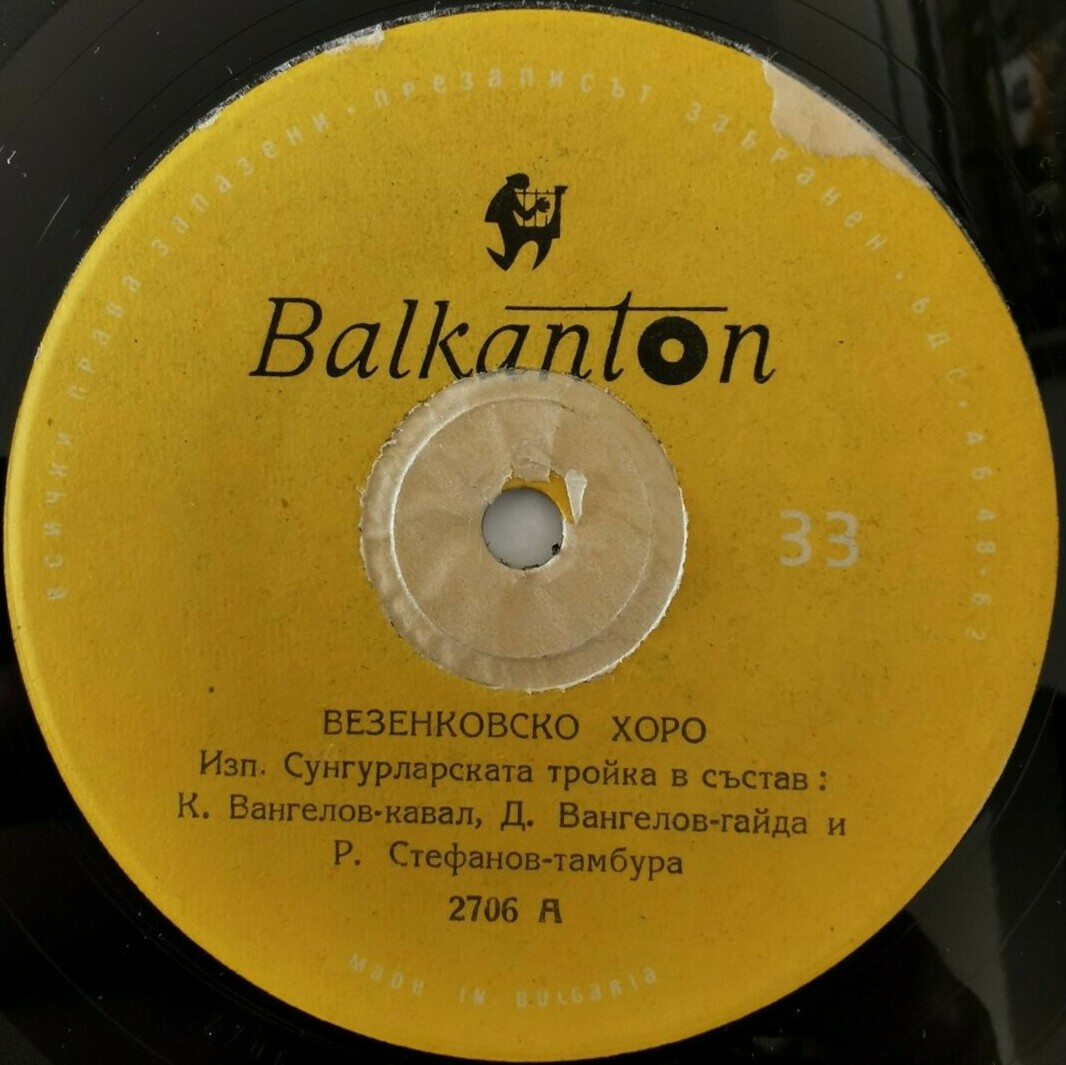 всички права запазени · презаписът забранен · бдс · 4648-62
Balkanton
33
ВЕЗЕНКОВСКО ХОРО
Изп. Сунгурларската тройка в състав:
К. Вангелов-кавал, Д. Вангелов-гайда и
Р. Стефанов-тамбура
2706 А
made in bulgaria